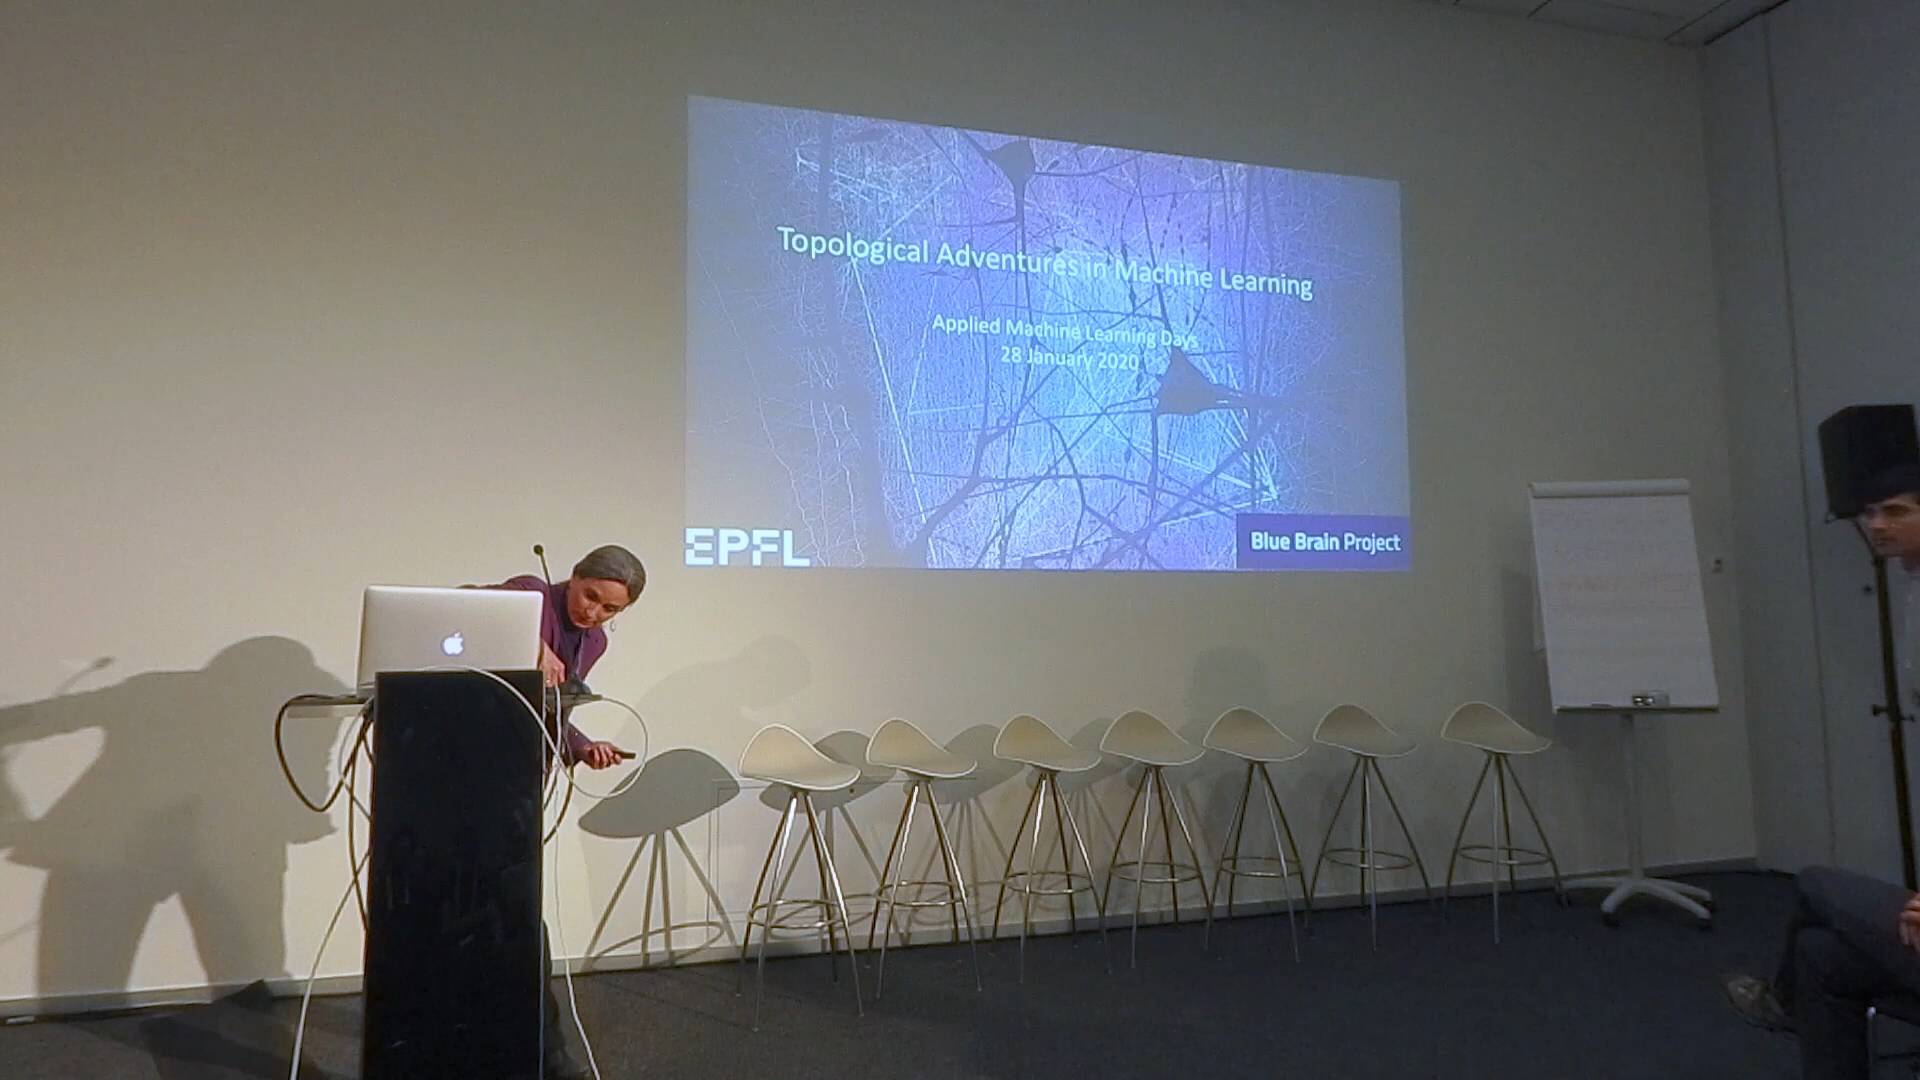 Topological Adventures in Machine Learning
Applied Machine Learning Days
28 January 2020
EPFL
Blue Brain Project